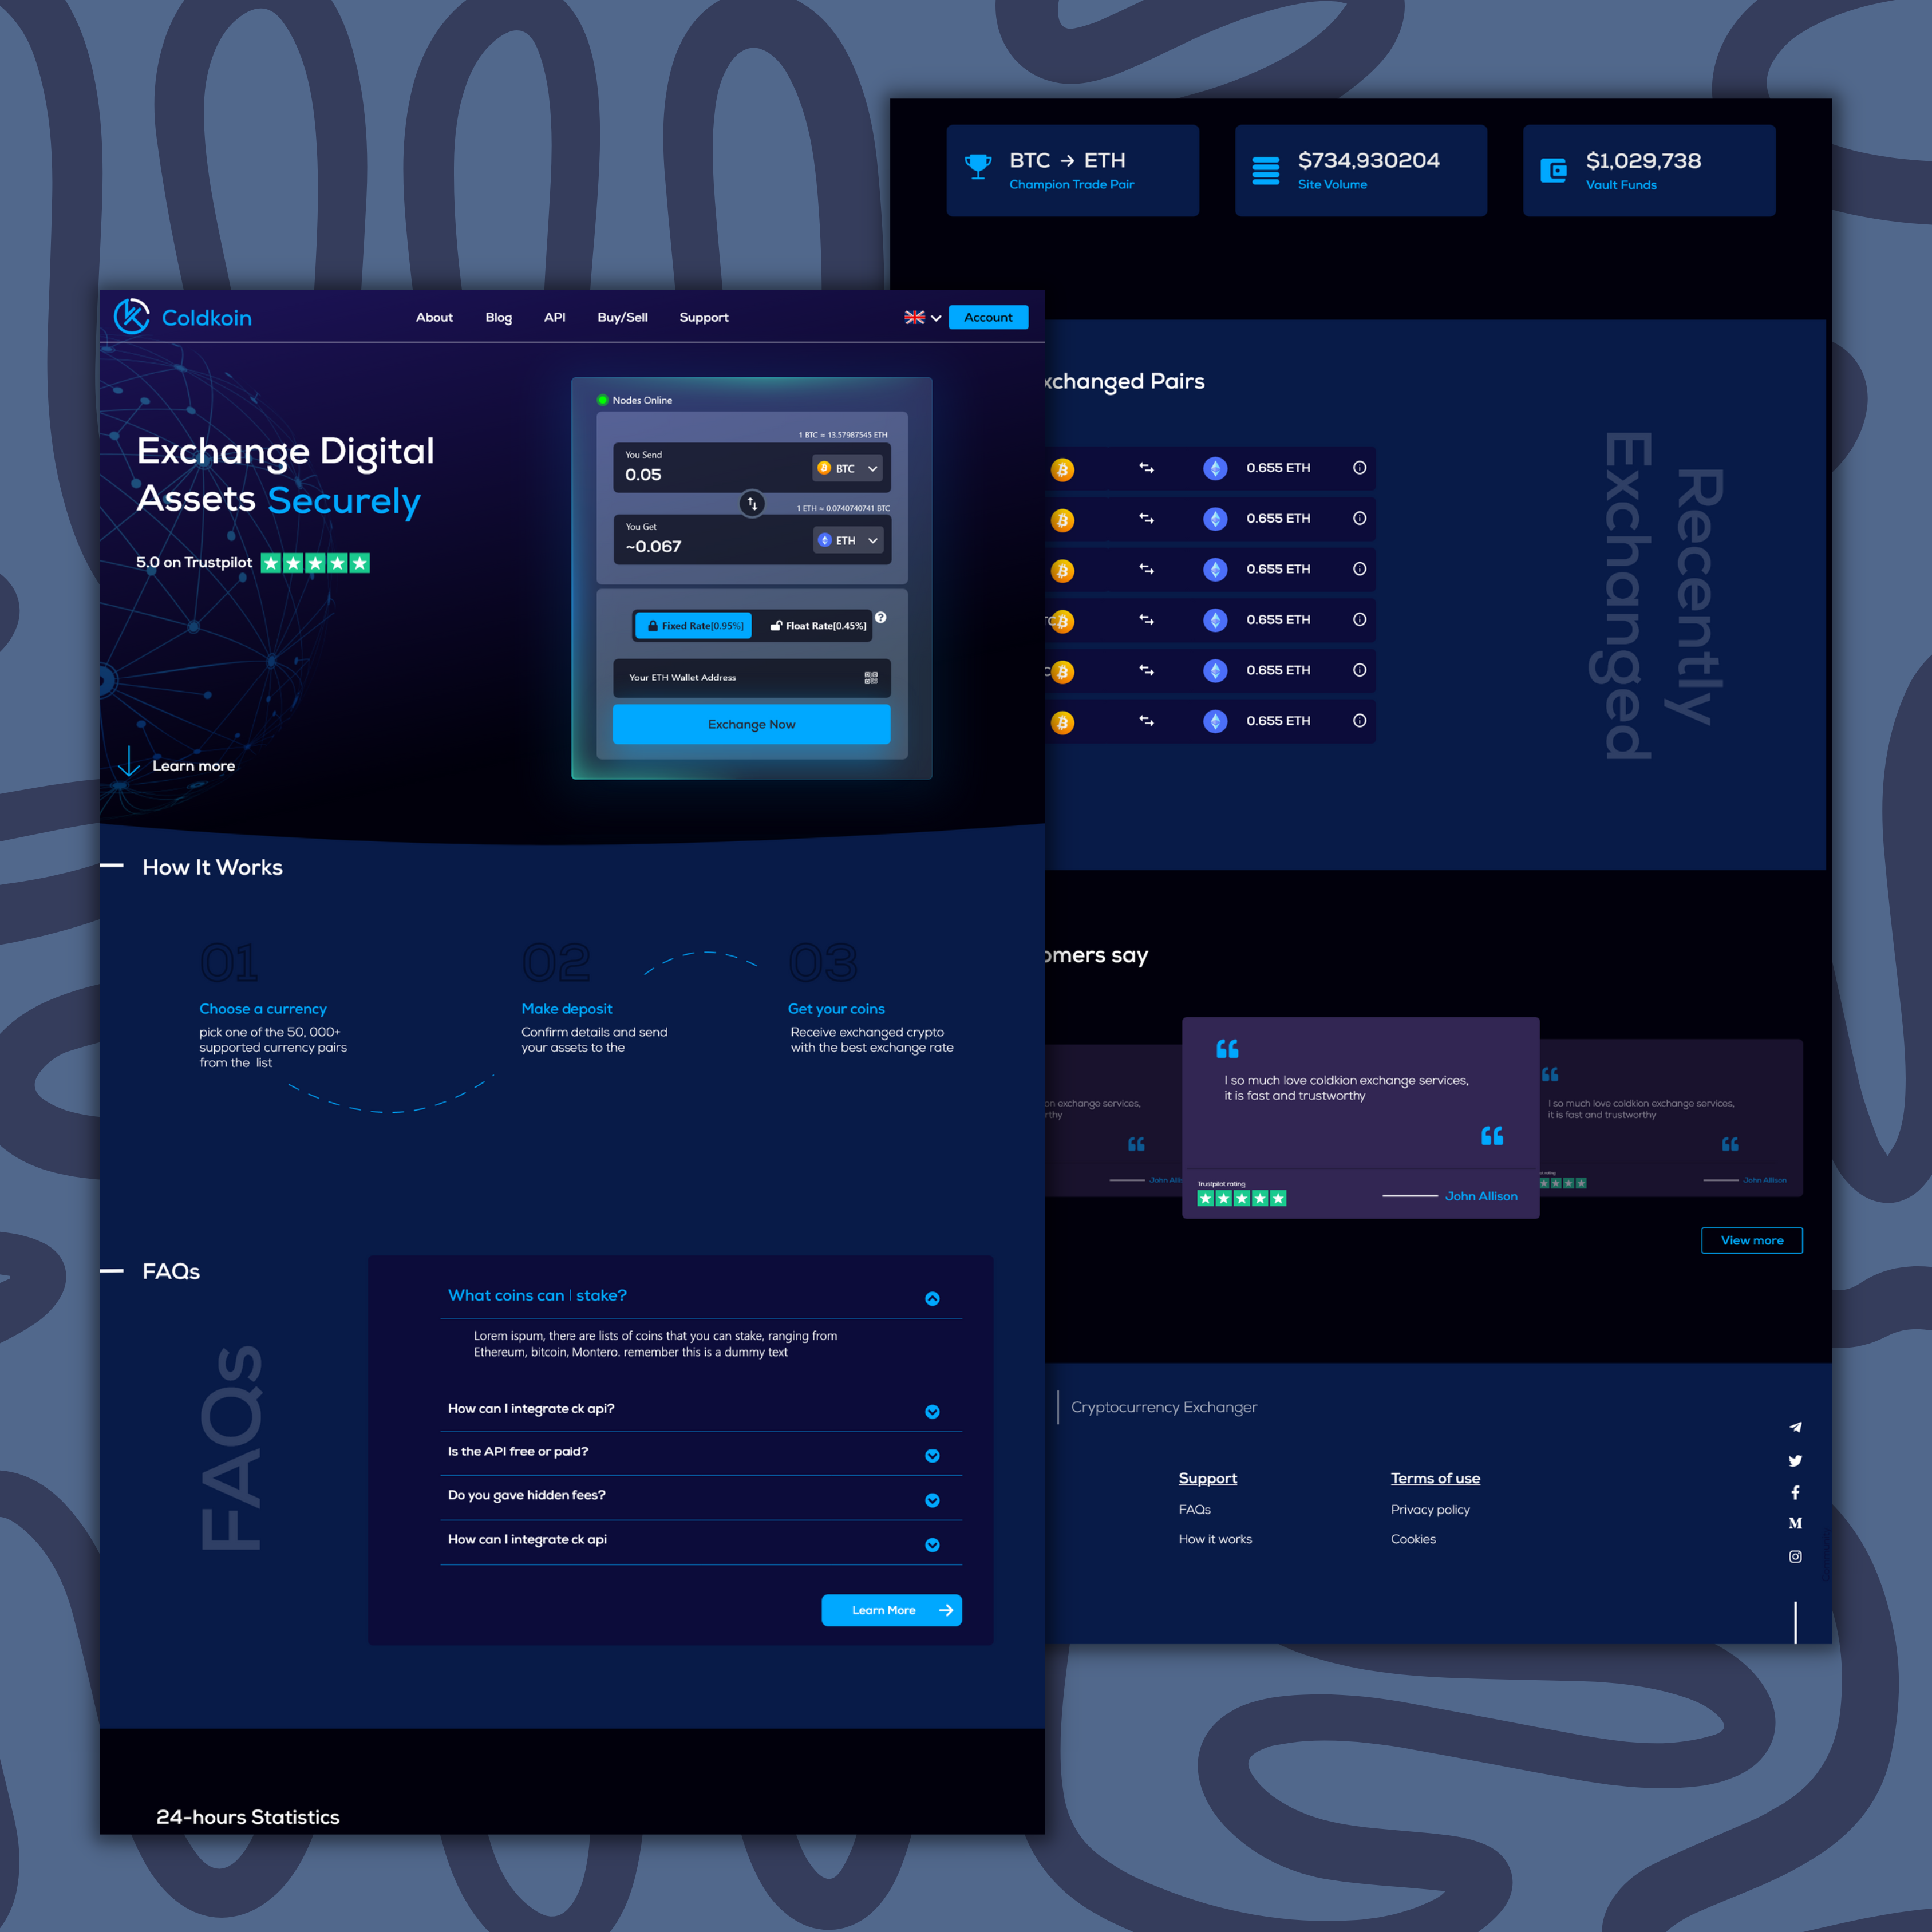 Coldkoin
About
Blog
API
Buy/Sell
Support
Account
Exchange Digital
Assets Securely
5.0 on Trustpilot
Learn more
Nodes Online
1 BTC = 13.57987545 ETH
You Send
0.05
BTC
1 ETH = 0.0740740741 BTC
You Get
~0.067
ETH
Fixed Rate[0.95%]
Float Rate[0.45%]
Your ETH Wallet Address
Exchange Now
How It Works
01
Choose a currency
pick one of the 50, 000+
supported currency pairs
from the list
02
Make deposit
Confirm details and send
your assets to the
03
Get your coins
Receive exchanged crypto
with the best exchange rate
FAQs
FAQs
What coins can I stake?
Lorem ispum, there are lists of coins that you can stake, ranging from
Ethereum, bitcoin, Montero. remember this is a dummy text
How can I integrate ck api?
Is the API free or paid?
Do you gave hidden fees?
How can I integrate ck api
Learn More
24-hours Statistics
BTC → ETH
Champion Trade Pair
$734,930204
Site Volume
$1,029,738
Vault Funds
xchanged Pairs
0.655 ETH
0.655 ETH
0.655 ETH
0.655 ETH
0.655 ETH
0.655 ETH
Recently
Exchanged
omers say
on exchange services,
rthy
John Alli
I so much love coldkion exchange services,
it is fast and trustworthy
Trustpilot rating
John Allison
I so much love coldkion exchange services,
it is fast and trustworthy
John Allison
View more
Cryptocurrency Exchanger
Support
FAQs
How it works
Terms of use
Privacy policy
Cookies